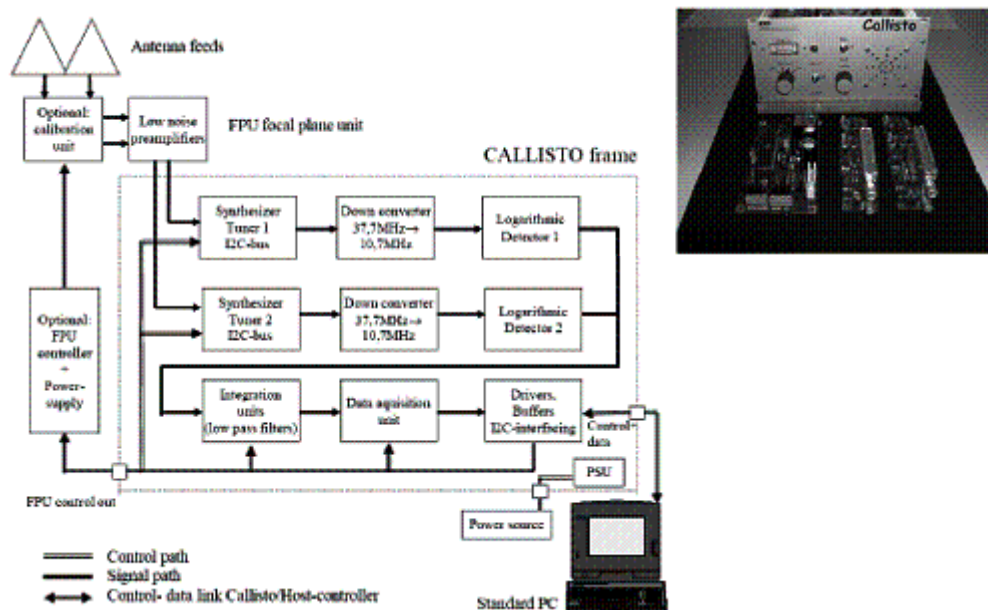 Antenna feeds
Callisto
Optional:
calibration
unit
Low noise
preamplifiers
FPU focal plane unit
CALLISTO frame
Synthesizer
Tuner 1
I2C-bus
Down converter
37,7MHz→
10,7MHz
Logarithmic
Detector 1
Synthesizer
Tuner 2
I2C-bus
Down converter
37,7MHz→
10,7MHz
Logarithmic
Detector 2
Optional:
FPU
controller
+
Power-
supply
Integration
units
(low pass filters)
Data aquisition
unit
Drivers,
Buffers
I2C-interfacing
Control+
data
FPU control out
PSU
Power source
Control path
Signal path
Control- data link Callisto/Host-controller
Standard PC